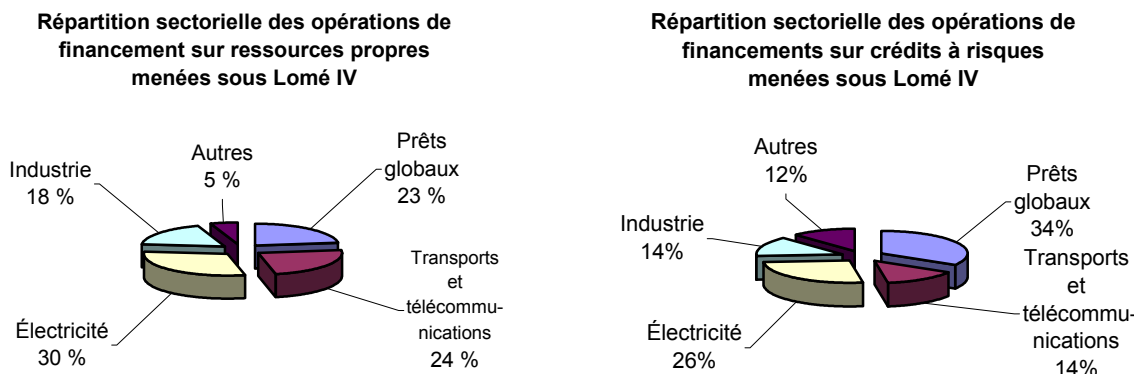 Répartition sectorielle des opérations de
financement sur ressources propres
menées sous Lomé IV
Autres
5 %
Prêts
globaux
23 %
Industrie
18 %
Transports
et
télécommu-
nications
24 %
Électricité
30 %
Répartition sectorielle des opérations de
financements sur crédits à risques
menées sous Lomé IV
Autres
12%
Prêts
globaux
34%
Industrie
14%
Transports
et
télécommu-
nications
14%
Électricité
26%